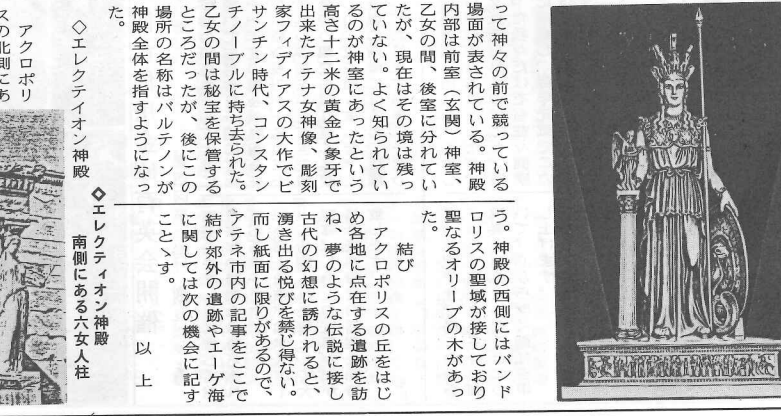 って神々の前で競っている
場面が表されている。神殿
内部は前室（玄関）神室、
乙女の間、後室に分れてい
たが、現在はその境は残っ
ていない。よく知られてい
るのが神室にあったという
高さ十二米の黄金と象牙で
出来たアテナ女神像、彫刻
家フィディアスの大作でビ
サンチン時代、コンスタン
チノープルに持ち去られた。
乙女の間は秘宝を保管する
ところだったが、後にこの
場所の名称はパルテノンが
神殿全体を指すようになっ
た。
◇エレクテイオン神殿
アクロポリ
スの北側にあ
う。神殿の西側にはバンド
ロリスの聖域が接しており
聖なるオリーブの木があっ
た。
結び
アクロポリスの丘をはじ
め各地に点在する遺跡を訪
ね、夢のような伝説に接し
古代の幻想に誘われると、
湧き出る悦びを禁じ得ない。
而し紙面に限りがあるので、
アテネ市内の記事をここで
結び郊外の遺跡やエーゲ海
に関しては次の機会に記す
ことゝす。
以上
◇エレクティオン神殿
南側にある六女人柱